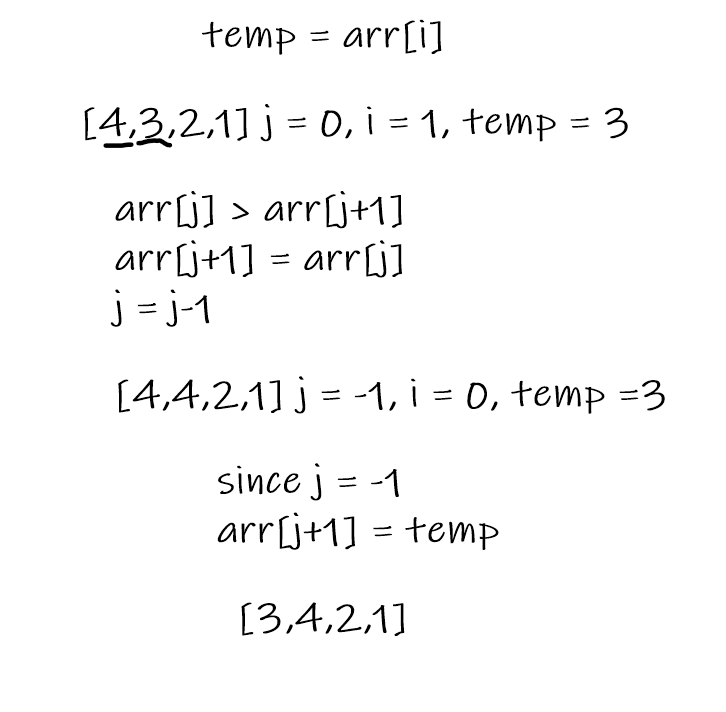 temp = arr[i]
[4,3,2,1] j = 0, i = 1, temp = 3
arr[j] > arr[j+1]
arr[j+1] = arr[j]
j = j-1
[4,4,2,1] j = -1, i = 0, temp =3
since j = -1
arr[j+1] = temp
[3,4,2,1]